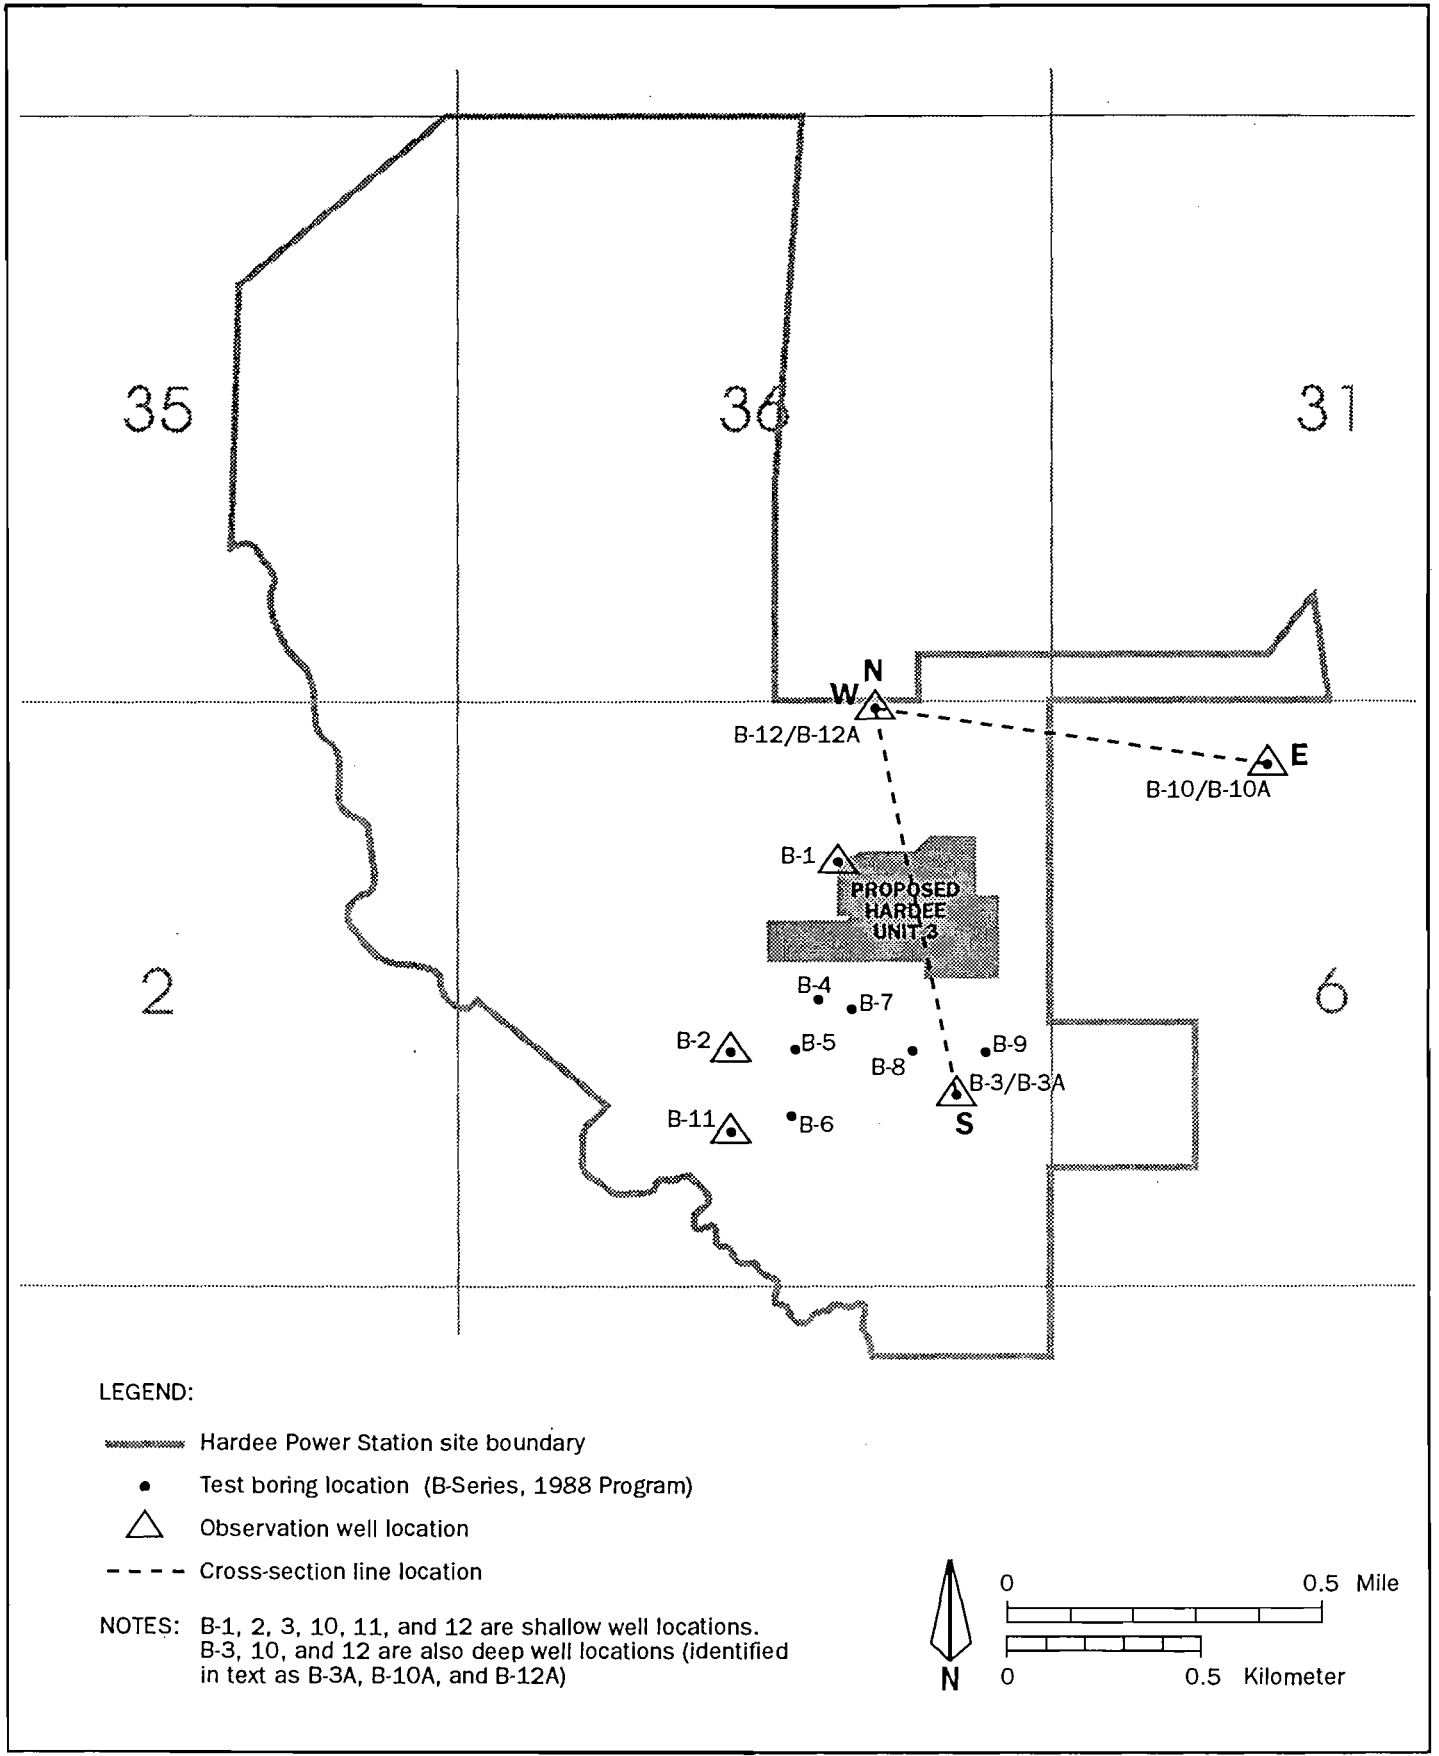 35
36
31
N
W
B-12/B-12A
E
B-10/B-10A
B-1
PROPOSED
HARDEE
UNIT 3
2
6
B-4
B-7
B-2
B-5
B-8
B-9
B-3/B-3A
S
B-11
B-6
LEGEND:
Hardee Power Station site boundary
Test boring location (B-Series, 1988 Program)
Observation well location
Cross-section line location
NOTES: B-1, 2, 3, 10, 11, and 12 are shallow well locations.
B-3, 10, and 12 are also deep well locations (identified
in text as B-3A, B-10A, and B-12A)
N
0 0.5 Mile
0 0.5 Kilometer